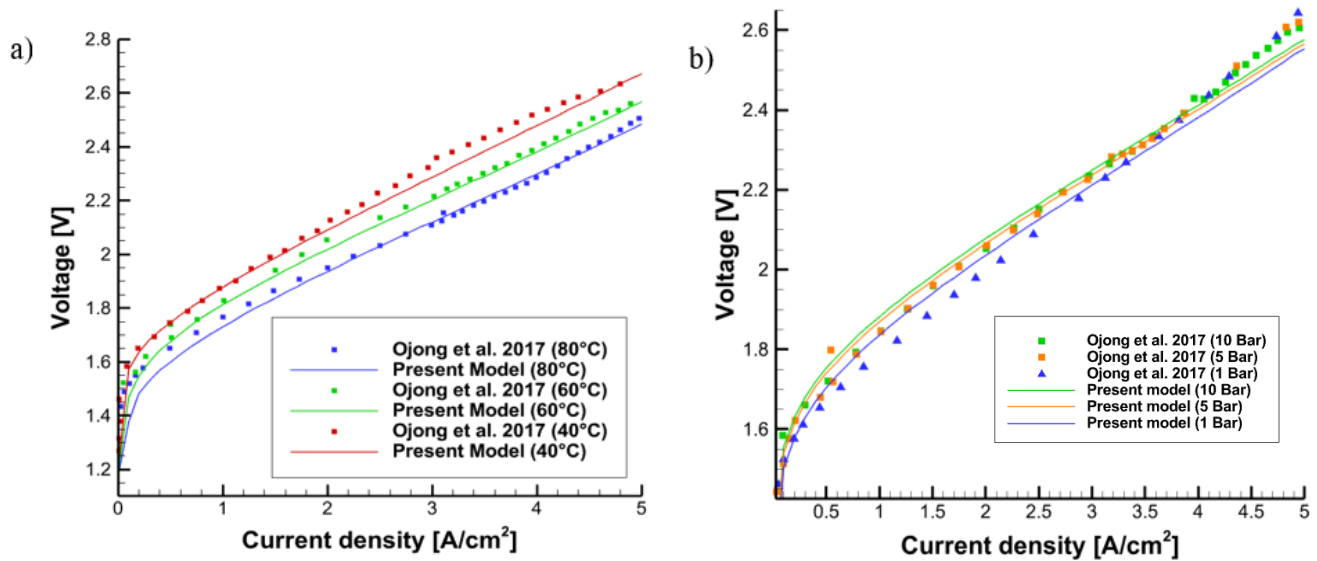 a)
2.8
2.6
2.4
2.2
2
1.8
1.6
1.4
1.2
Voltage [V]
0 1 2 3 4 5
Current density [A/cm²]
Ojong et al. 2017 (80°C)
Present Model (80°C)
Ojong et al. 2017 (60°C)
Present Model (60°C)
Ojong et al. 2017 (40°C)
Present Model (40°C)
b)
2.6
2.4
2.2
2
1.8
1.6
Voltage [V]
0.5 1 1.5 2 2.5 3 3.5 4 4.5 5
Current density [A/cm²]
Ojong et al. 2017 (10 Bar)
Ojong et al. 2017 (5 Bar)
Ojong et al. 2017 (1 Bar)
Present model (10 Bar)
Present model (5 Bar)
Present model (1 Bar)